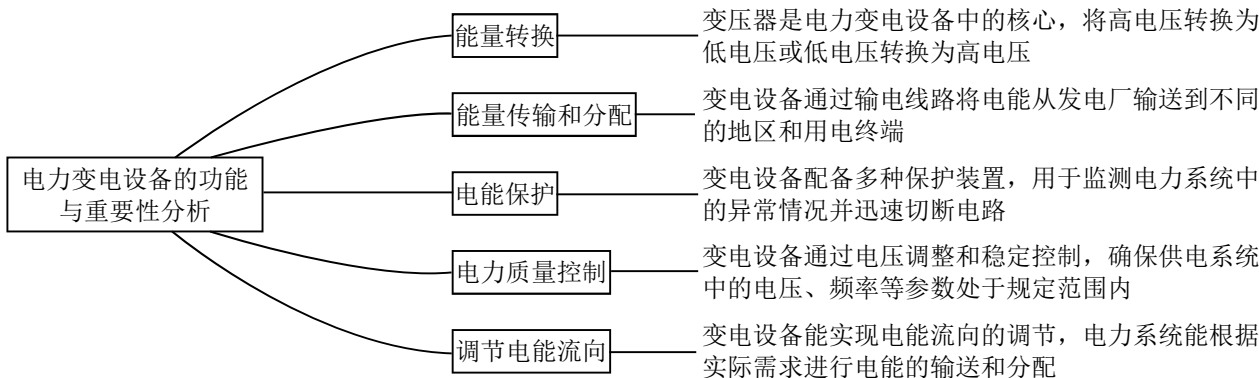 电力变电设备的功能
与重要性分析
能量转换
变压器是电力变电设备中的核心，将高电压转换为
低电压或低电压转换为高电压
能量传输和分配
变电设备通过输电线路将电能从发电厂输送到不同
的地区和用电终端
电能保护
变电设备配备多种保护装置，用于监测电力系统中
的异常情况并迅速切断电路
电力质量控制
变电设备通过电压调整和稳定控制，确保供电系统
中的电压、频率等参数处于规定范围内
调节电能流向
变电设备能实现电能流向的调节，电力系统能根据
实际需求进行电能的输送和分配